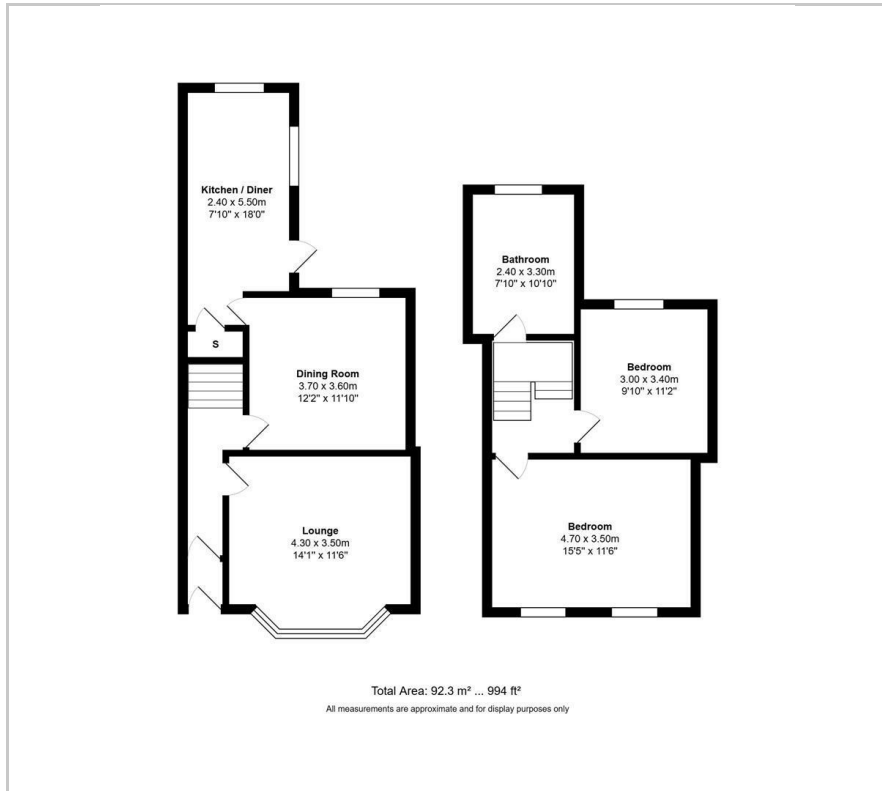 Kitchen / Diner
2.40 x 5.50m
7'10" x 18'0"
S
Dining Room
3.70 x 3.60m
12'2" x 11'10"
Lounge
4.30 x 3.50m
14'1" x 11'6"
Bathroom
2.40 x 3.30m
7'10" x 10'10"
Bedroom
3.00 x 3.40m
9'10" x 11'2"
Bedroom
4.70 x 3.50m
15'5" x 11'6"
Total Area: 92.3 m² ... 994 ft²
All measurements are approximate and for display purposes only